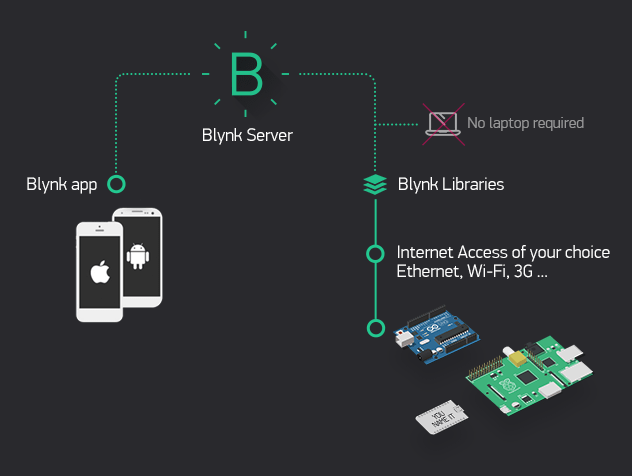 B
Blynk Server
No laptop required
Blynk app
Blynk Libraries
Internet Access of your choice
Ethernet, Wi-Fi, 3G ...
YOU
NAME IT